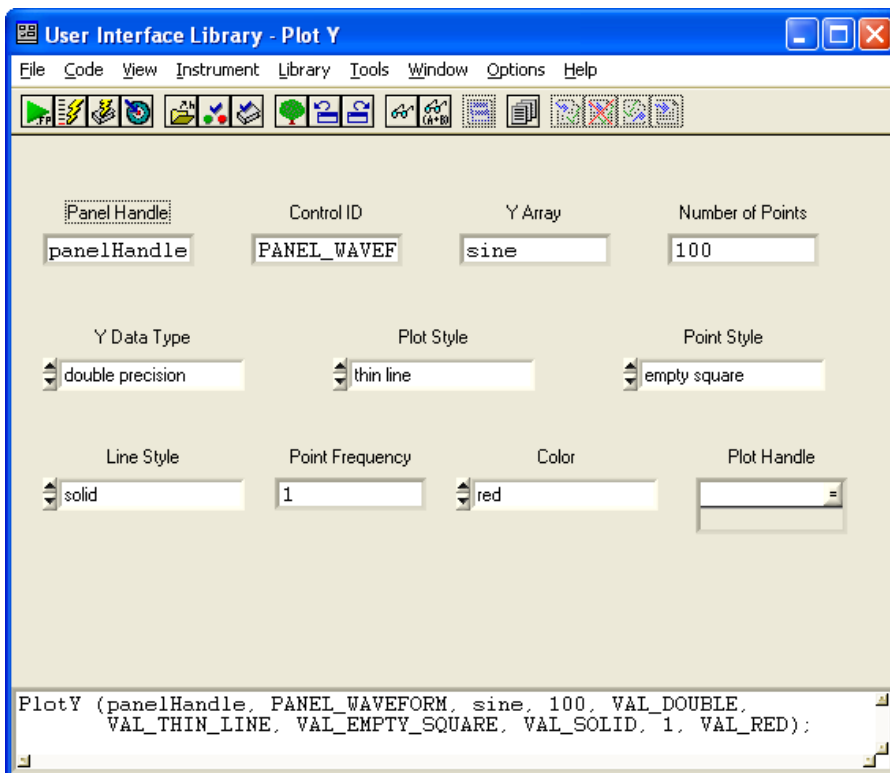 User Interface Library - Plot Y
File Code View Instrument Library Tools Window Options Help
Panel Handle Control ID Y Array Number of Points
panelHandle PANEL_WAVEF sine 100
Y Data Type Plot Style Point Style
double precision thin line empty square
Line Style Point Frequency Color Plot Handle
solid 1 red =
PlotY (panelHandle, PANEL_WAVEFORM, sine, 100, VAL_DOUBLE,
VAL_THIN_LINE, VAL_EMPTY_SQUARE, VAL_SOLID, 1, VAL_RED);